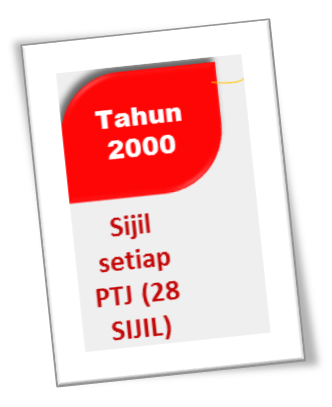 Tahun
2000
Sijil
setiap
PTJ (28
SIJIL)